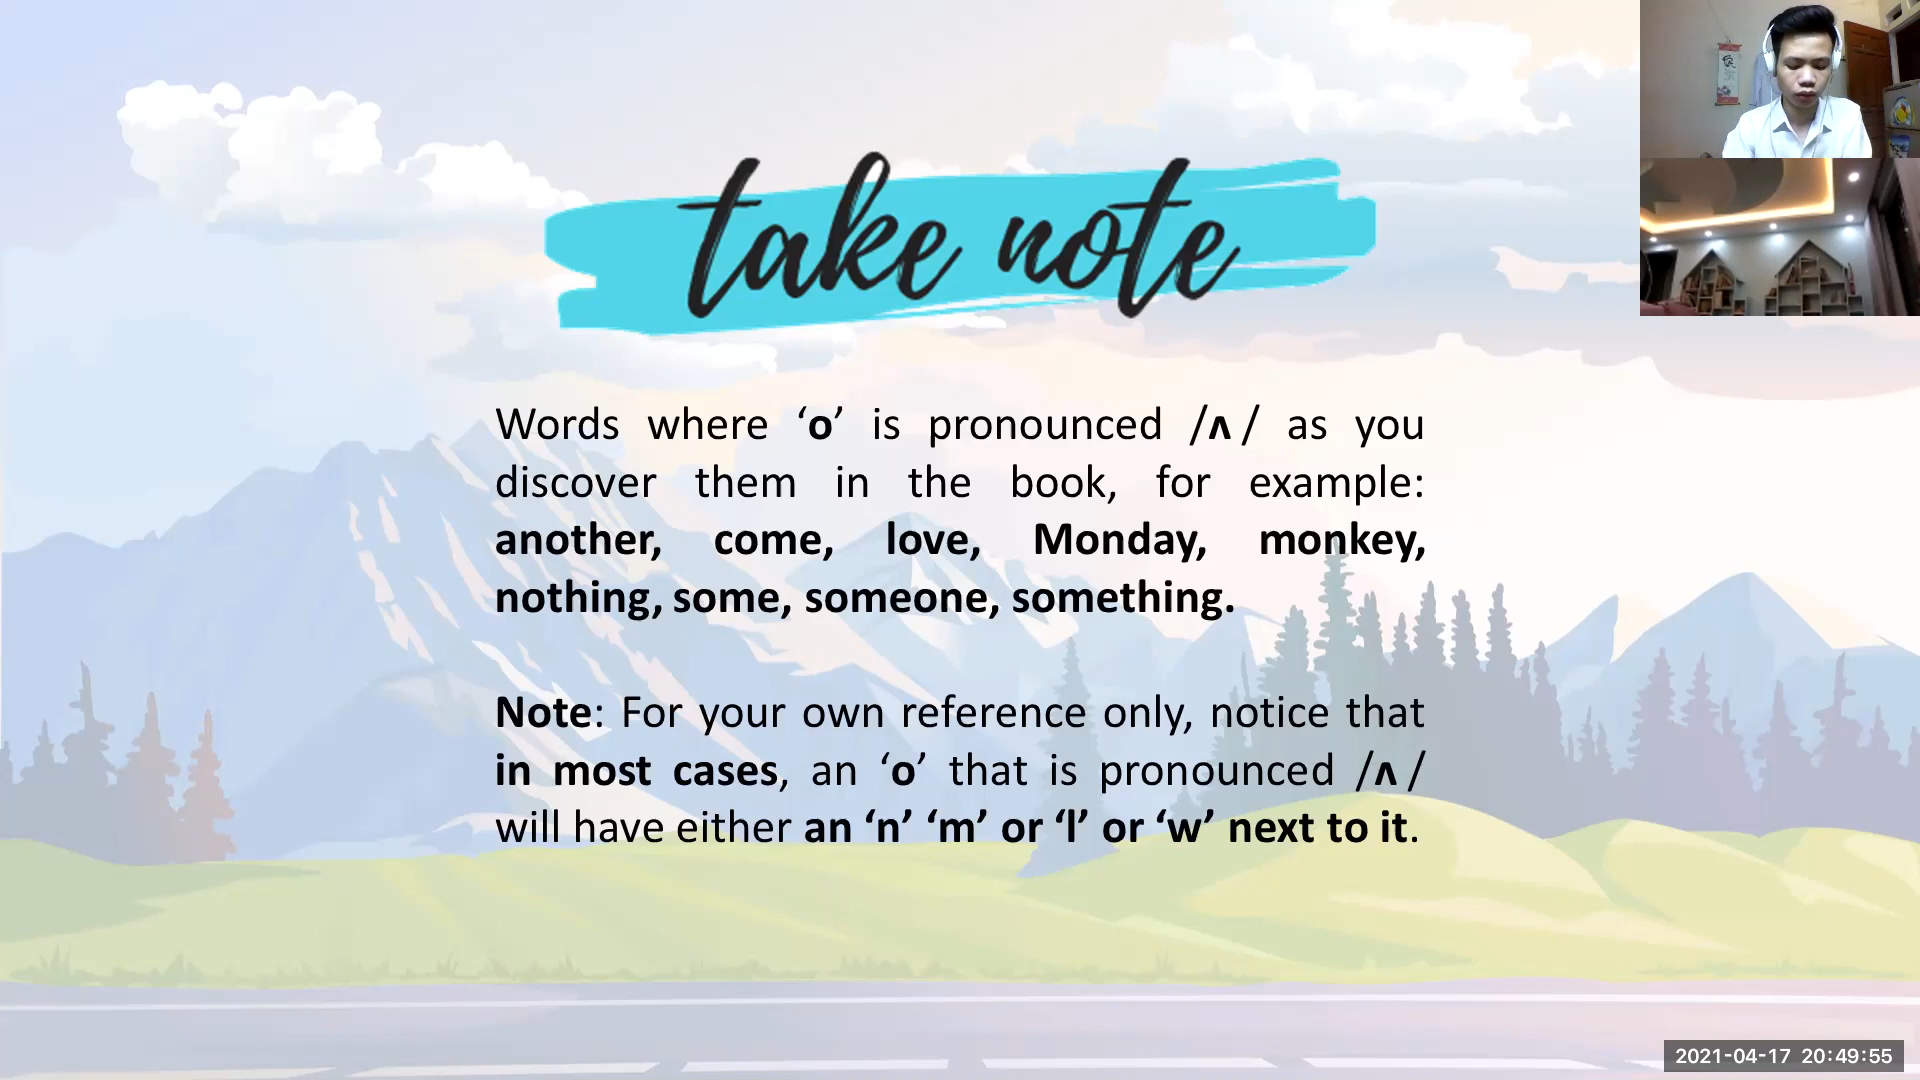 take note
Words where ‘o’ is pronounced /ʌ / as you
discover them in the book, for example:
another, come, love, Monday, monkey,
nothing, some, someone, something.
Note: For your own reference only, notice that
in most cases, an ‘o’ that is pronounced /ʌ /
will have either an ‘n’ ‘m’ or ‘l’ or ‘w’ next to it.
2021-04-17 20:49:55